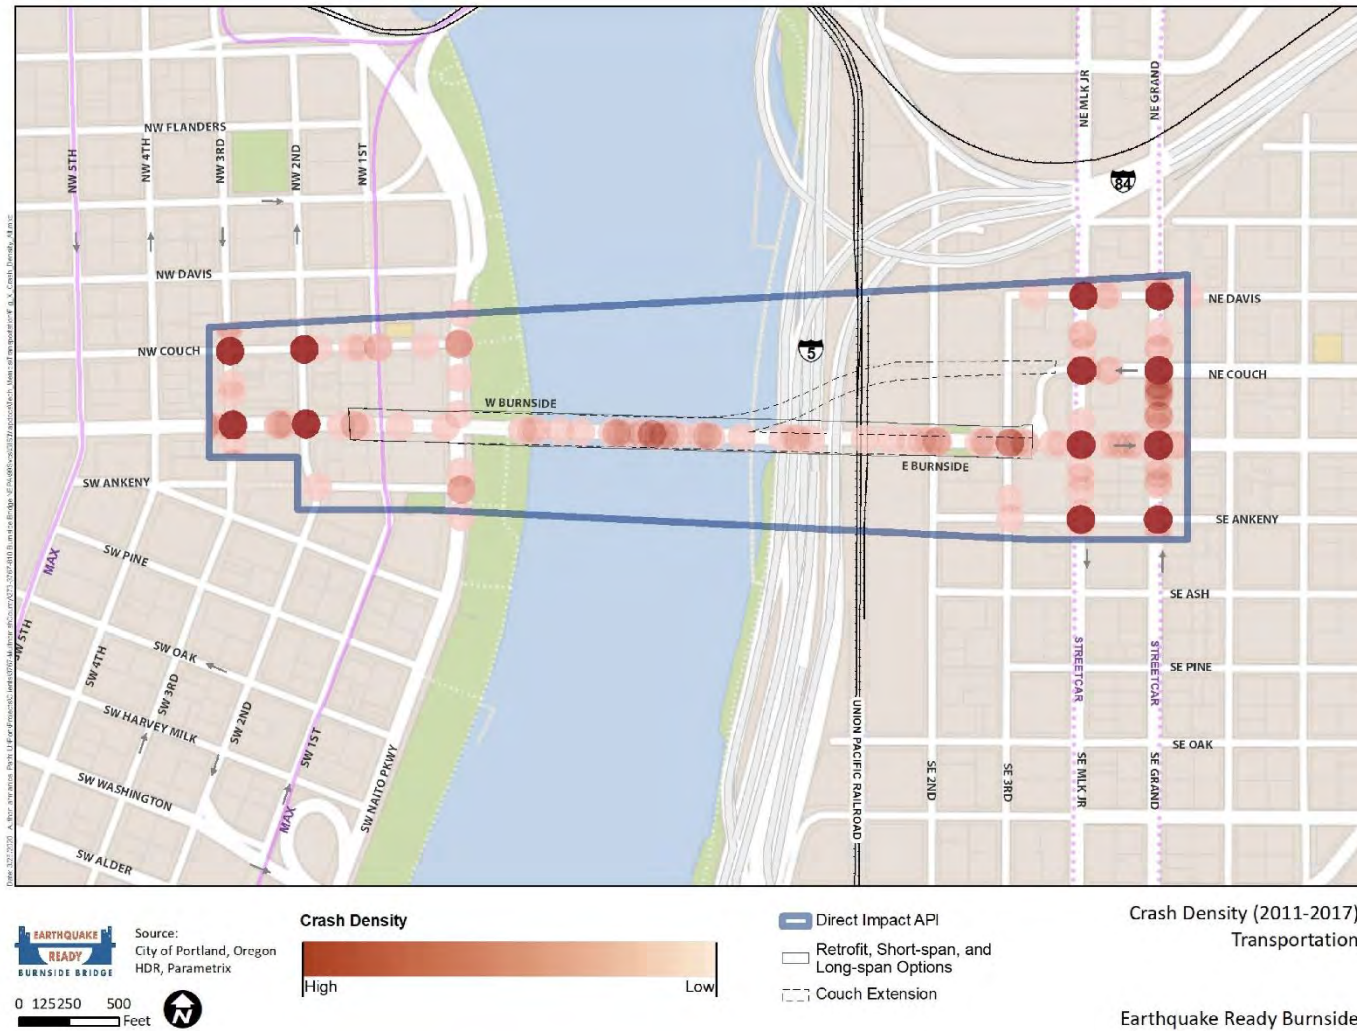 NE MLK JR
NE GRAND
NW FLANDERS
NW 5TH
NW 4TH
NW 3RD
NW 2ND
NW 1ST
84
NW DAVIS
NE DAVIS
NW COUCH
5
NE COUCH
W BURNSIDE
E BURNSIDE
SW ANKENY
SE ANKENY
MAX
SW PINE
SE ASH
SW 5TH
SW 4TH
SW OAK
SW 3RD
SE PINE
STREETCAR
STREETCAR
SW HARVEY MILK
SW 2ND
SW 1ST
SW NAITO PKWY
UNION PACIFIC RAILROAD
SE OAK
SE 2ND
SE 3RD
SE MLK JR
SE GRAND
SW WASHINGTON
MAX
SW ALDER
EARTHQUAKE
READY
BURNSIDE BRIDGE
Source:
City of Portland, Oregon
HDR, Parametrix
0 125 250 500
Feet
N
Crash Density
High Low
Direct Impact API
Retrofit, Short-span, and
Long-span Options
Couch Extension
Crash Density (2011-2017)
Transportation
Earthquake Ready Burnside